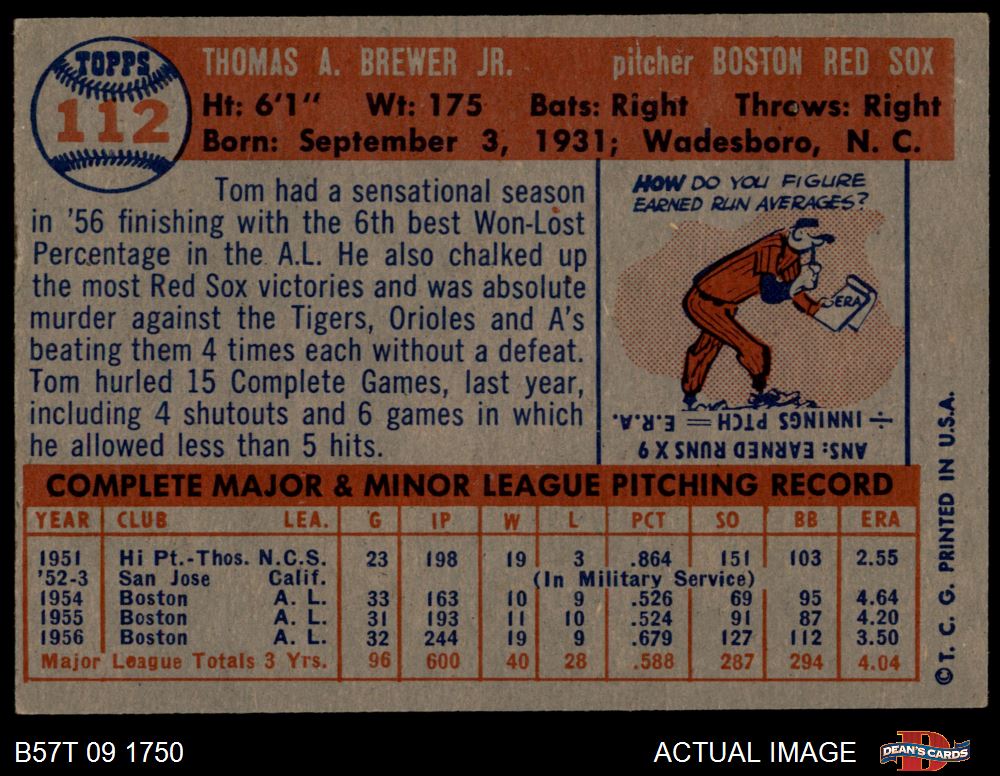 TOPPS
112
THOMAS A. BREWER JR. pitcher BOSTON RED SOX
Ht: 6'1" Wt: 175 Bats: Right Throws: Right
Born: September 3, 1931; Wadesboro, N. C.
Tom had a sensational season
in '56 finishing with the 6th best Won-Lost
Percentage in the A.L. He also chalked up
the most Red Sox victories and was absolute
murder against the Tigers, Orioles and A's
beating them 4 times each without a defeat.
Tom hurled 15 Complete Games, last year,
including 4 shutouts and 6 games in which
he allowed less than 5 hits.
HOW DO YOU FIGURE
EARNED RUN AVERAGES?
ERA
ANS: EARNED RUNS X 9
÷ INNINGS PTCH = E.R.A.
COMPLETE MAJOR & MINOR LEAGUE PITCHING RECORD
YEAR CLUB LEA. G IP W L PCT SO BB ERA
1951 Hi Pt.-Thos. N.C.S. 23 198 19 3 .864 151 103 2.55
'52-3 San Jose Calif. (In Military Service)
1954 Boston A. L. 33 163 10 9 .526 69 95 4.64
1955 Boston A. L. 31 193 11 10 .524 91 87 4.20
1956 Boston A. L. 32 244 19 9 .679 127 112 3.50
Major League Totals 3 Yrs. 96 600 40 28 .588 287 294 4.04
© T. C. G. PRINTED IN U.S.A.
B57T 09 1750 ACTUAL IMAGE
DEAN'S CARDS